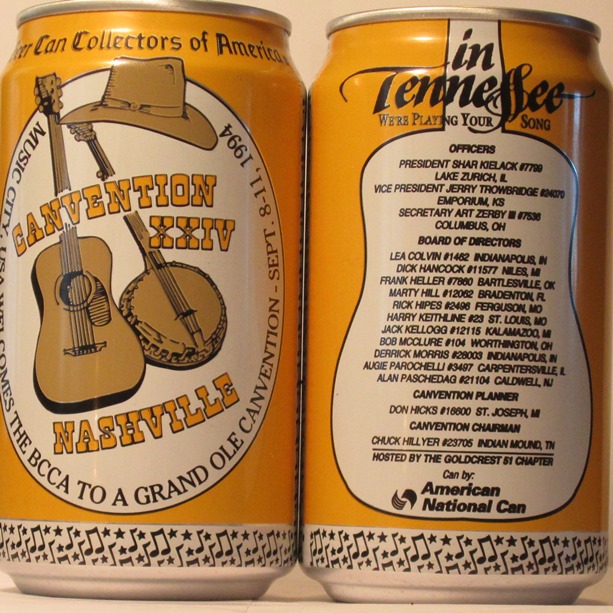 Beer Can Collectors of America
MUSIC CITY, USA WELCOMES THE BCCA TO A GRAND OLE CANVENTION - SEPT. 8-11, 1994
CANVENTION
XXIV
NASHVILLE
in
Tennessee
WE'RE PLAYING YOUR SONG
OFFICERS
PRESIDENT SHAR KIELACK #7799
LAKE ZURICH, IL
VICE PRESIDENT JERRY TROWBRIDGE #24070
EMPORIUM, KS
SECRETARY ART ZERBY III #7536
COLUMBUS, OH
BOARD OF DIRECTORS
LEA COLVIN #1462 INDIANAPOLIS, IN
DICK HANCOCK #11577 NILES, MI
FRANK HELLER #7860 BARTLESVILLE, OK
MARTY HILL #12062 BRADENTON, FL
RICK HIPES #2496 FERGUSON, MO
HARRY KEITHLINE #23 ST. LOUIS, MO
JACK KELLOGG #12115 KALAMAZOO, MI
BOB MCCLURE #104 WORTHINGTON, OH
DERRICK MORRIS #28003 INDIANAPOLIS, IN
AUGIE PAROCHELLI #3497 CARPENTERSVILLE, IL
ALAN PASCHEDAG #21104 CALDWELL, NJ
CANVENTION PLANNER
DON HICKS #16600 ST. JOSEPH, MI
CANVENTION CHAIRMAN
CHUCK HILLYER #23705 INDIAN MOUND, TN
HOSTED BY THE GOLDCREST 51 CHAPTER
Can by:
American
National Can